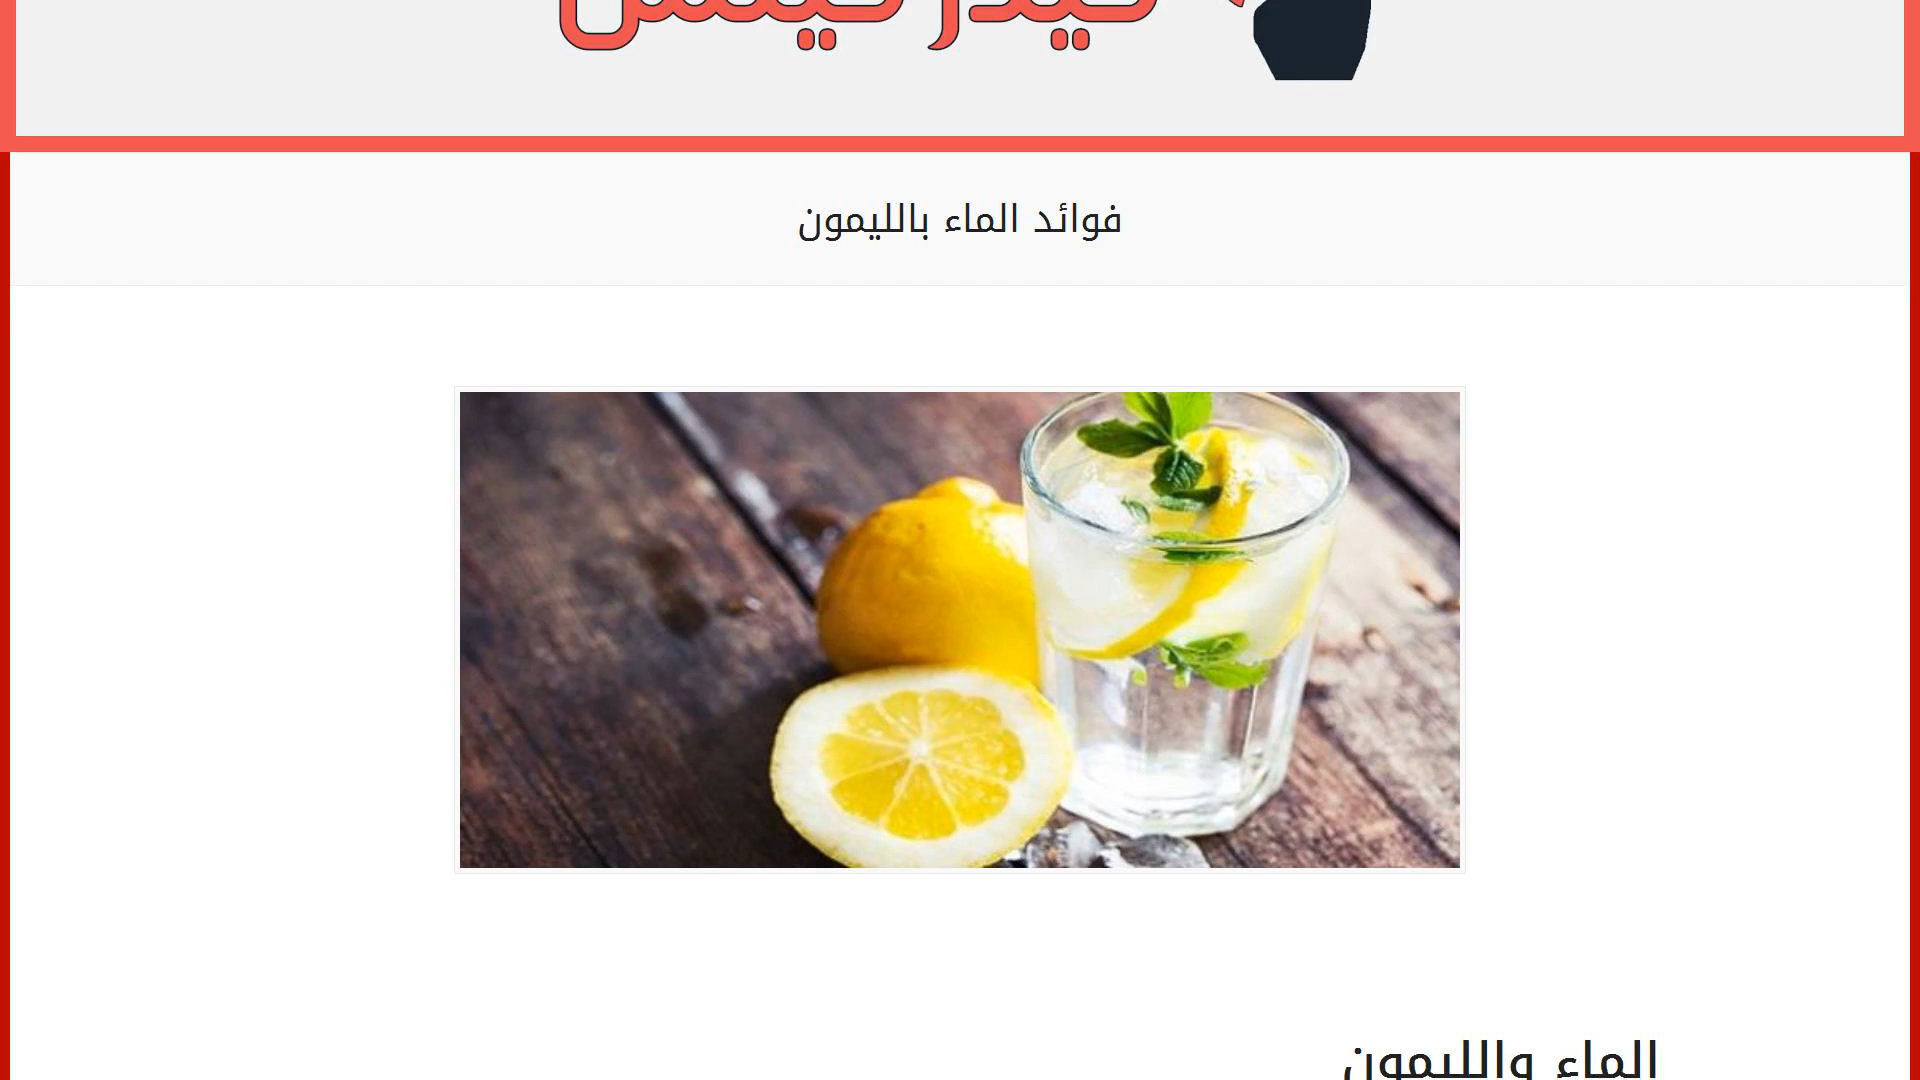 فوائد الماء بالليمون
الماء والليمون